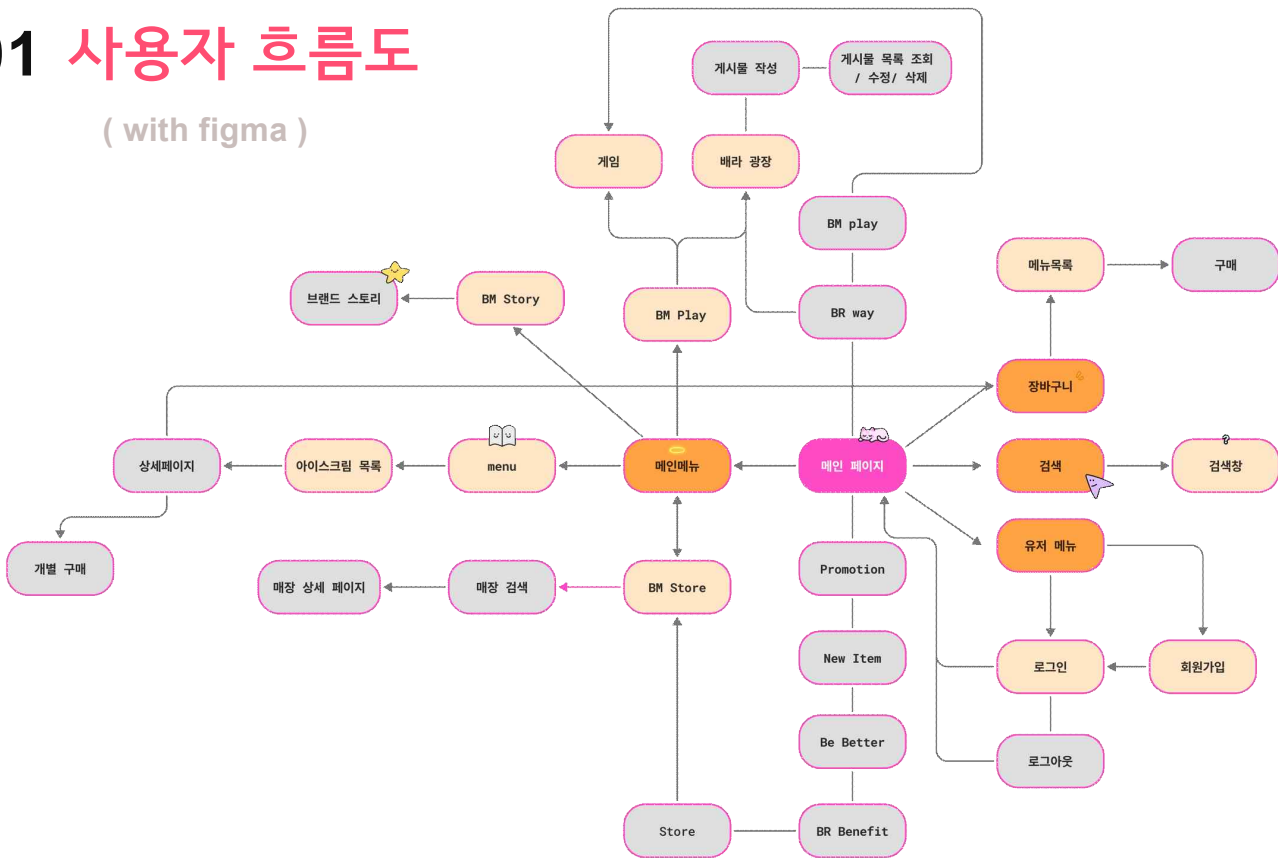 01 사용자 흐름도
( with figma )
게시물 작성
게시물 목록 조회
/ 수정/ 삭제
게임
배라 광장
BM play
메뉴목록
구매
브랜드 스토리
BM Story
BM Play
BR way
장바구니
상세페이지
아이스크림 목록
menu
메인메뉴
메인 페이지
검색
검색창
유저 메뉴
개별 구매
매장 상세 페이지
매장 검색
BM Store
Promotion
New Item
로그인
회원가입
Be Better
로그아웃
Store
BR Benefit